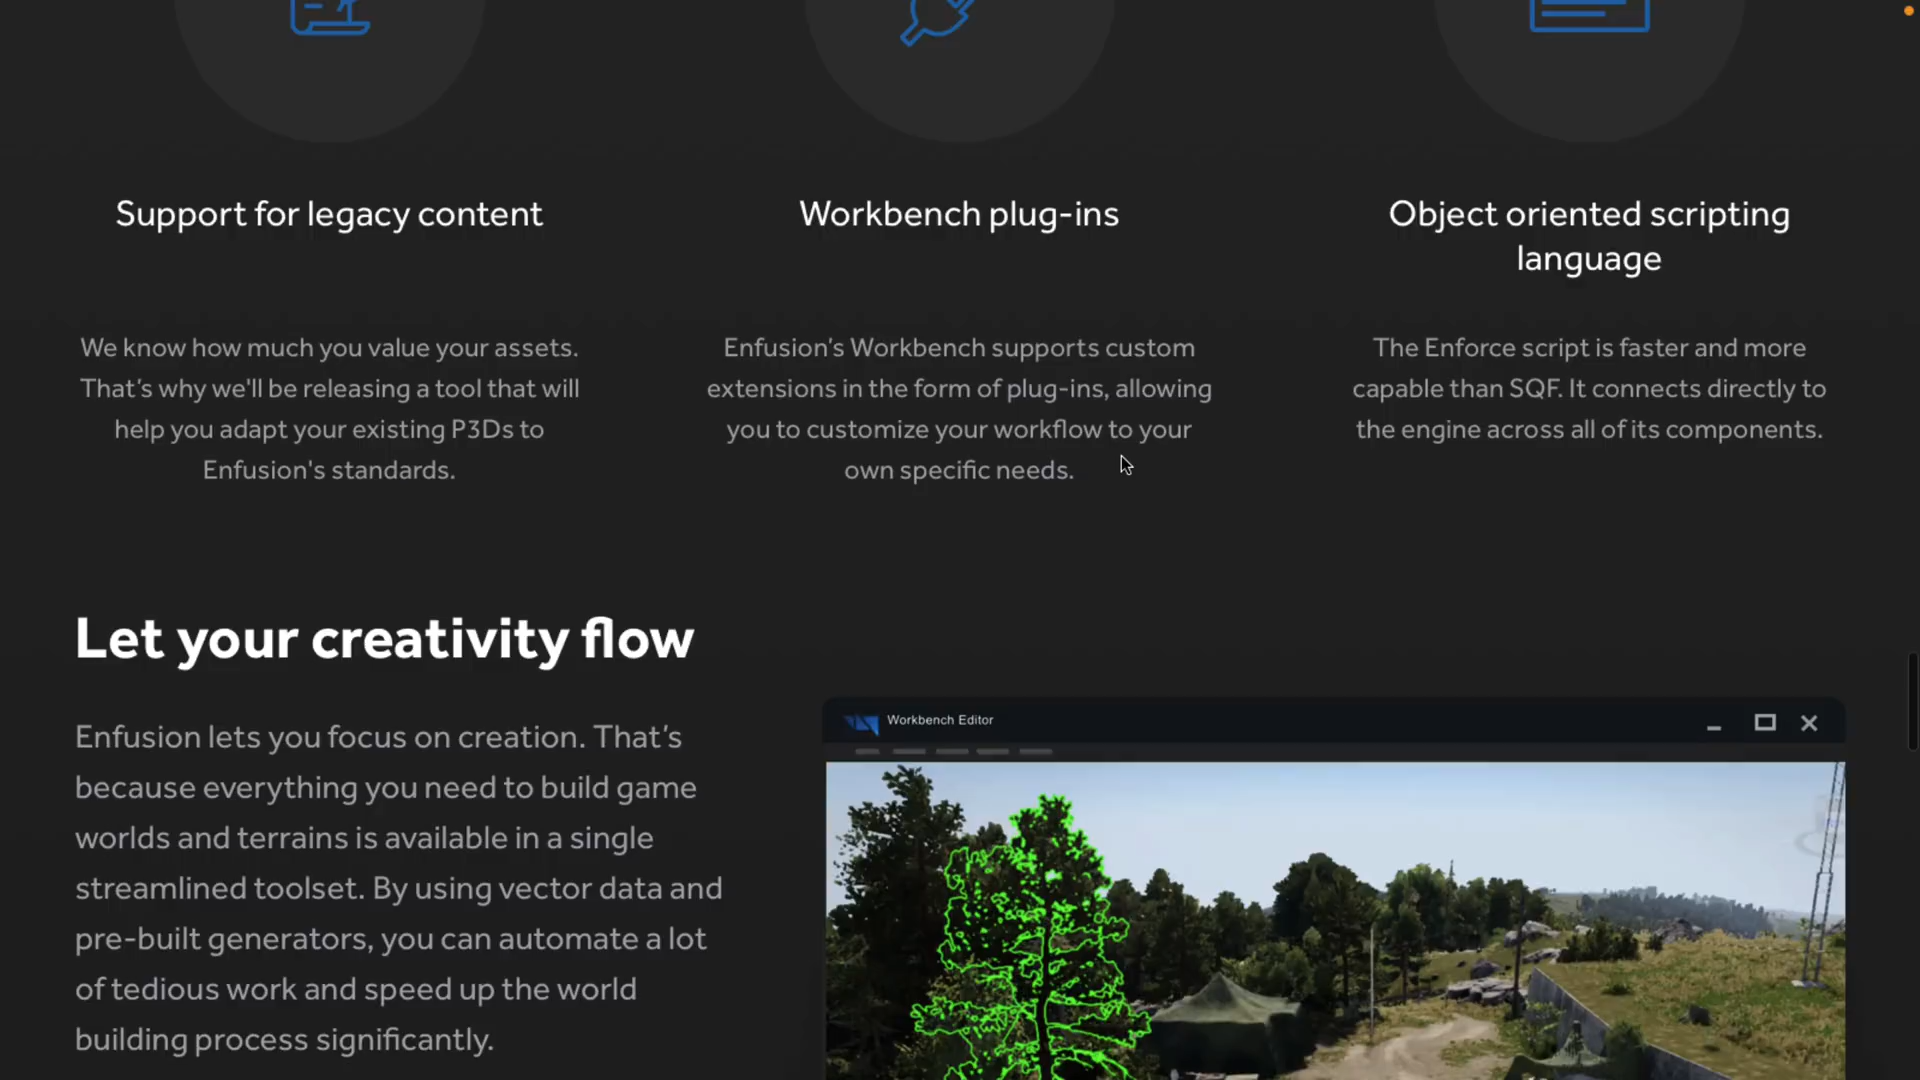 Support for legacy content
We know how much you value your assets.
That's why we'll be releasing a tool that will
help you adapt your existing P3Ds to
Enfusion's standards.
Workbench plug-ins
Enfusion's Workbench supports custom
extensions in the form of plug-ins, allowing
you to customize your workflow to your
own specific needs.
Object oriented scripting
language
The Enforce script is faster and more
capable than SQF. It connects directly to
the engine across all of its components.
Let your creativity flow
Enfusion lets you focus on creation. That's
because everything you need to build game
worlds and terrains is available in a single
streamlined toolset. By using vector data and
pre-built generators, you can automate a lot
of tedious work and speed up the world
building process significantly.
Workbench Editor